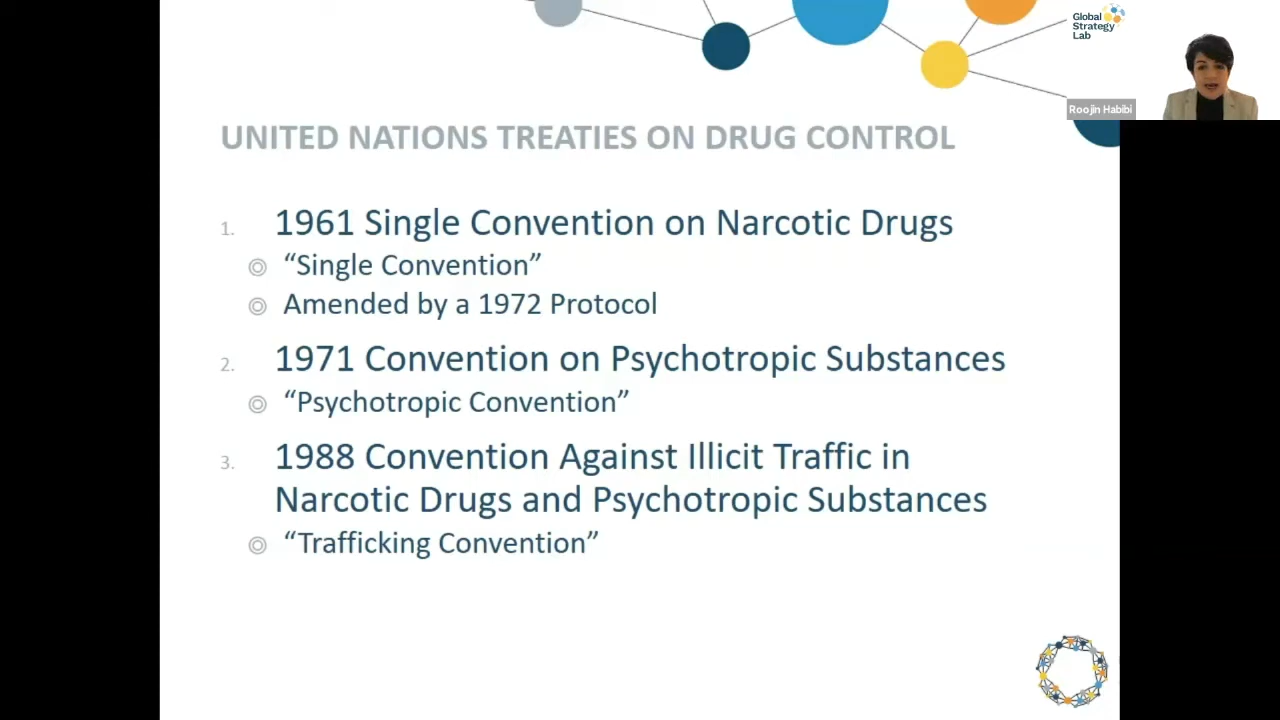 Global
Strategy
Lab
Roojin Habibi
UNITED NATIONS TREATIES ON DRUG CONTROL
1. 1961 Single Convention on Narcotic Drugs
“Single Convention”
Amended by a 1972 Protocol
2. 1971 Convention on Psychotropic Substances
“Psychotropic Convention”
3. 1988 Convention Against Illicit Traffic in
Narcotic Drugs and Psychotropic Substances
“Trafficking Convention”